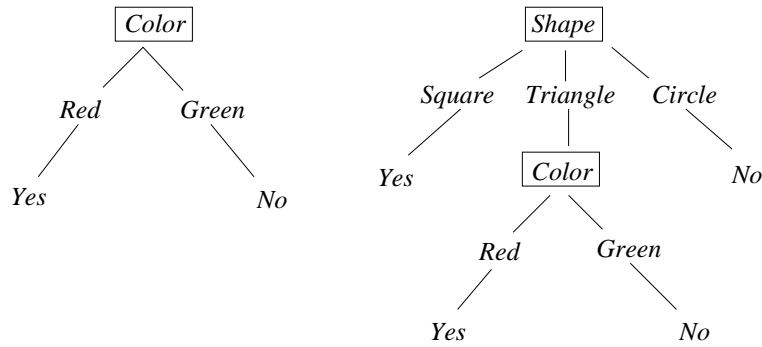 Color
Red Green
Yes No
Shape
Square Triangle Circle
Yes Color No
Red Green
Yes No